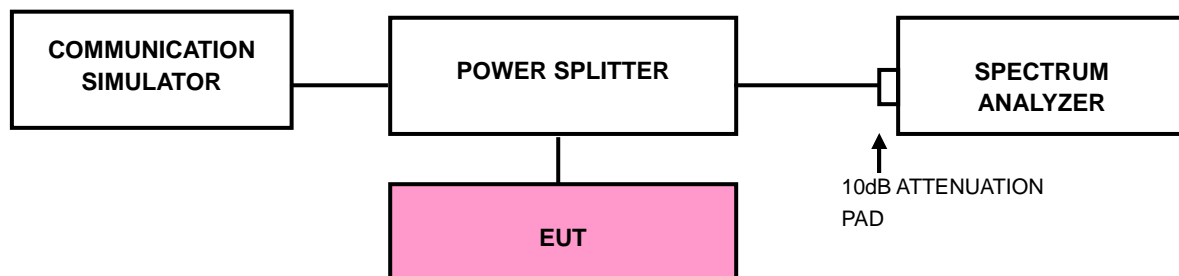 COMMUNICATION
SIMULATOR
POWER SPLITTER
SPECTRUM
ANALYZER
10dB ATTENUATION
PAD
EUT